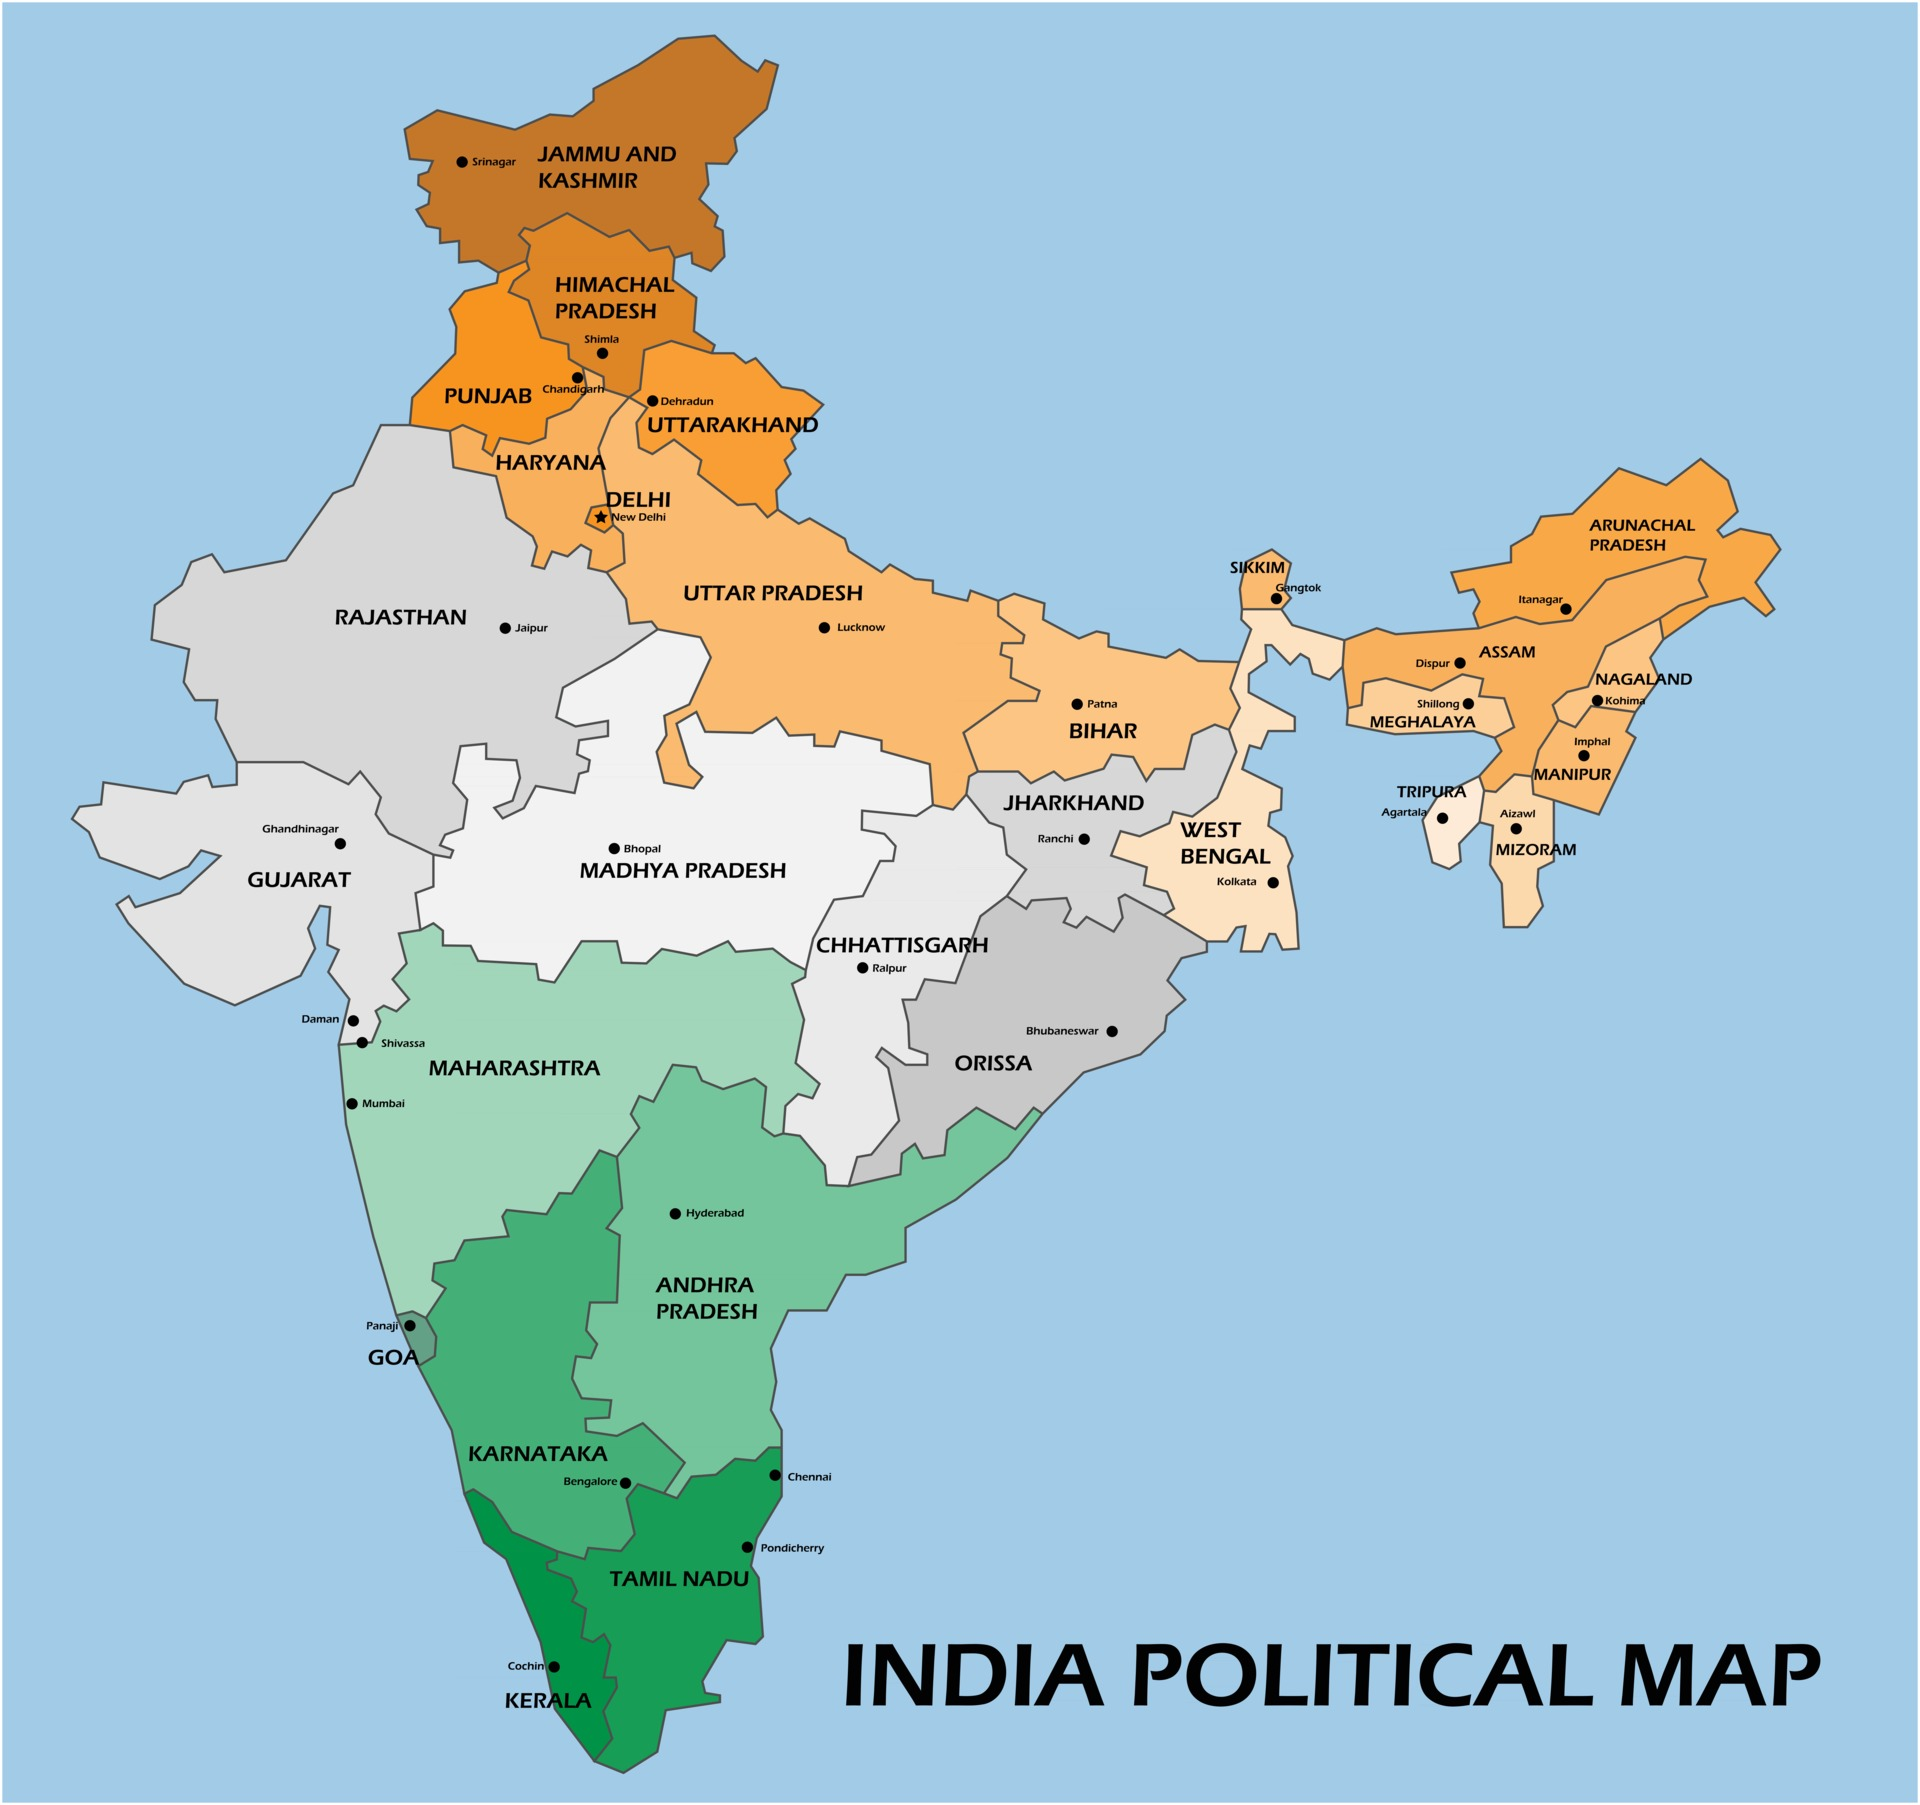 JAMMU AND
KASHMIR
Srinagar
HIMACHAL
PRADESH
Shimla
Chandigarh
PUNJAB
Dehradun
UTTARAKHAND
HARYANA
DELHI
New Delhi
ARUNACHAL
PRADESH
SIKKIM
Gangtok
Itanagar
UTTAR PRADESH
RAJASTHAN
Jaipur
Lucknow
ASSAM
Dispur
NAGALAND
Kohima
Shillong
MEGHALAYA
Patna
BIHAR
Imphal
MANIPUR
TRIPURA
Agartala
Aizawl
MIZORAM
JHARKHAND
Ranchi
WEST
BENGAL
Kolkata
Ghandhinagar
GUJARAT
Bhopal
MADHYA PRADESH
CHHATTISGARH
Ralpur
Daman
Shivassa
Bhubaneswar
ORISSA
MAHARASHTRA
Mumbai
Hyderabad
ANDHRA
PRADESH
Panaji
GOA
KARNATAKA
Bengalore
Chennai
Pondicherry
TAMIL NADU
Cochin
KERALA
INDIA POLITICAL MAP